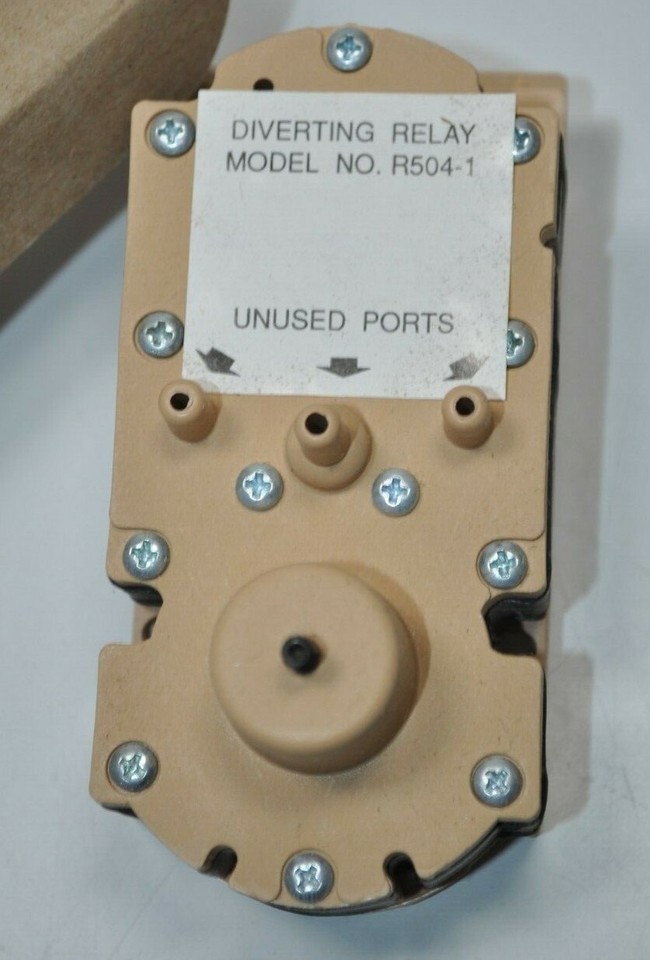 DIVERTING RELAY
MODEL NO. R504-1
UNUSED PORTS